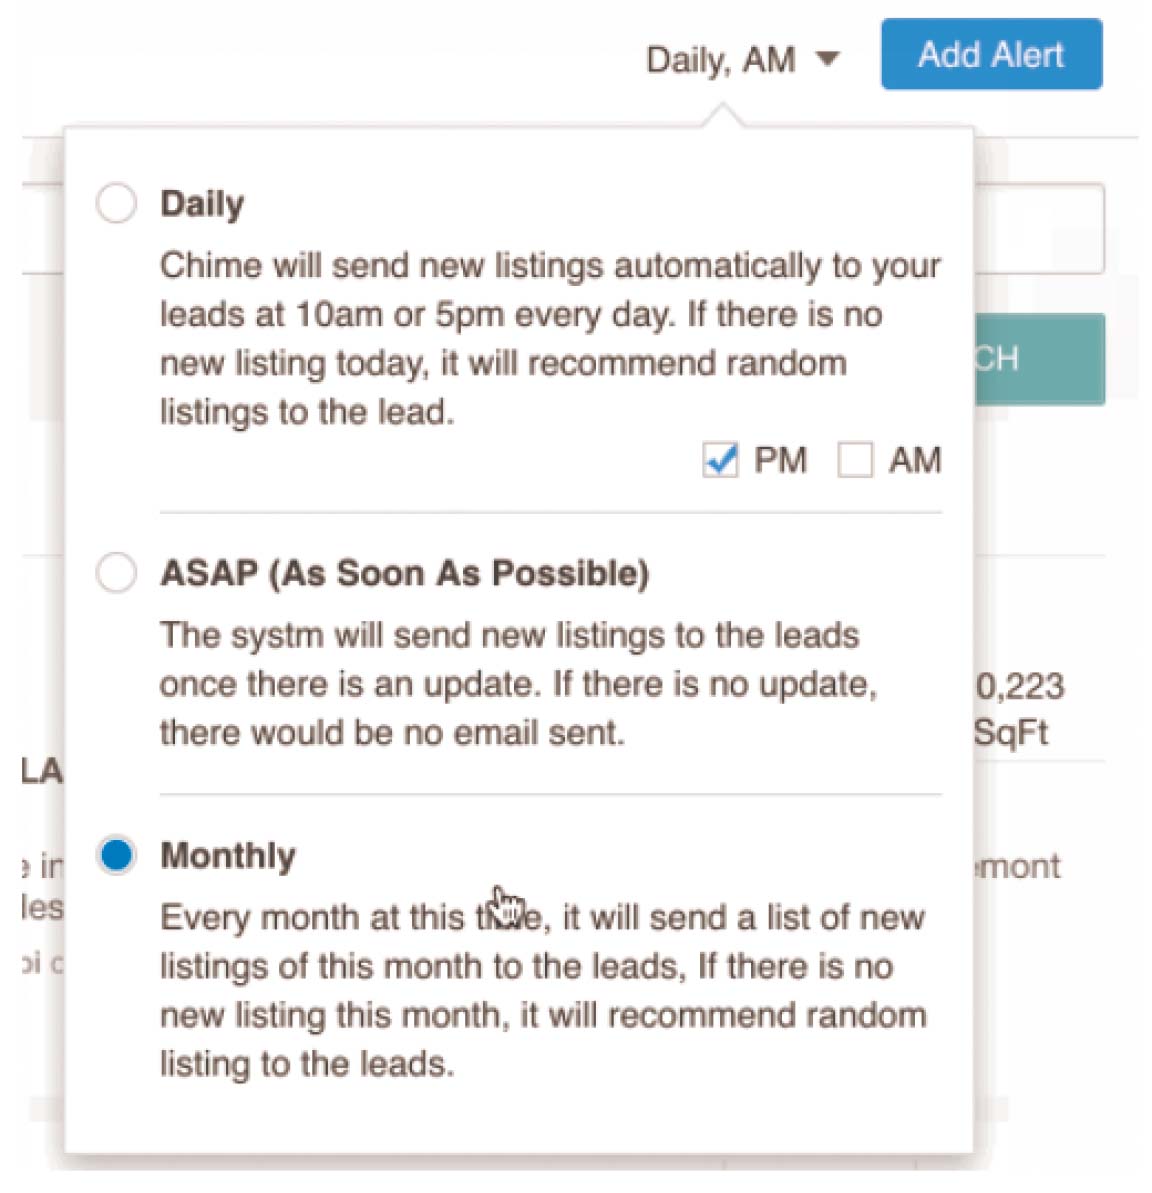 Daily, AM
Add Alert
Daily
Chime will send new listings automatically to your
leads at 10am or 5pm every day. If there is no
new listing today, it will recommend random
listings to the lead.
PM AM
CH
ASAP (As Soon As Possible)
The systm will send new listings to the leads
once there is an update. If there is no update,
there would be no email sent.
0,223
SqFt
LA
Monthly
Every month at this time, it will send a list of new
listings of this month to the leads, If there is no
new listing this month, it will recommend random
listing to the leads.
e in
mont
les